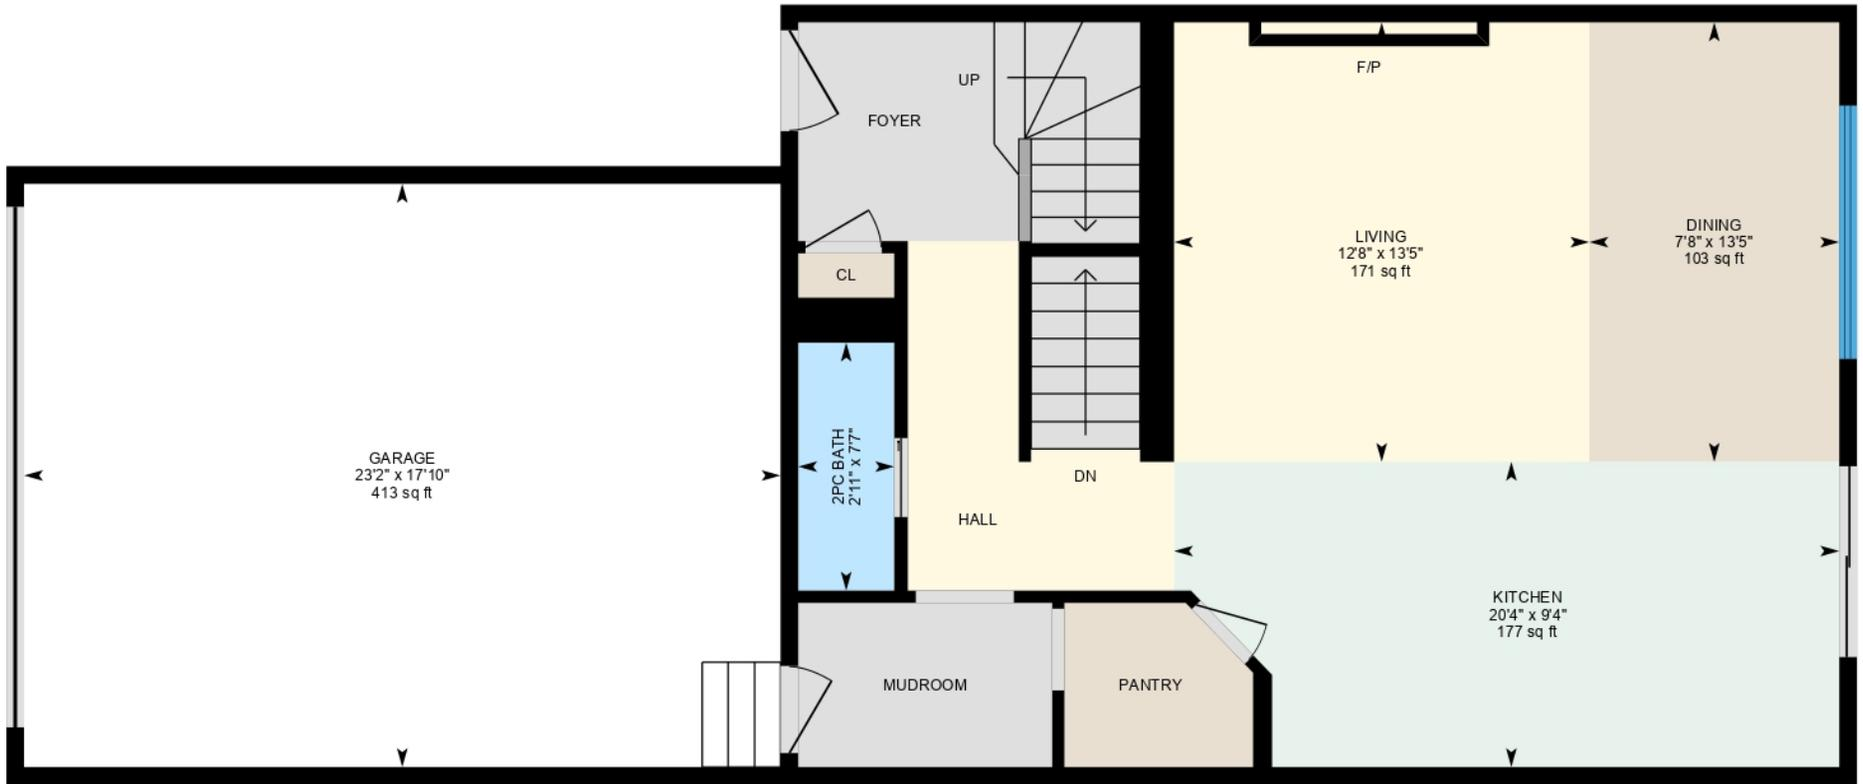 UP
F/P
FOYER
DINING
7'8" x 13'5"
103 sq ft
LIVING
12'8" x 13'5"
171 sq ft
CL
GARAGE
23'2" x 17'10"
413 sq ft
2PC BATH
2'11" x 7'7"
DN
HALL
KITCHEN
20'4" x 9'4"
177 sq ft
MUDROOM
PANTRY